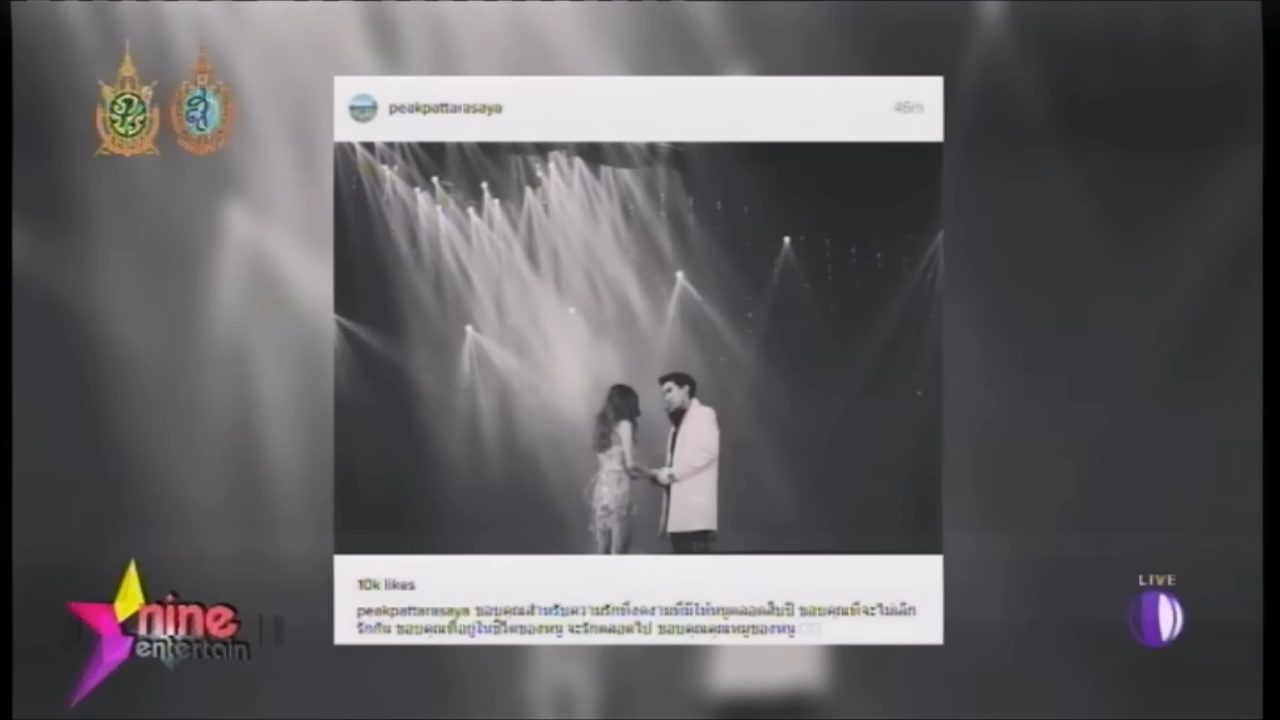 peakpattarasaya
46m
10k likes
peakpattarasaya ขอบคุณสำหรับความรักที่งดงามที่มีให้หนูตลอดสิบปี ขอบคุณที่จะไม่เลิก
รักกัน ขอบคุณที่อยู่ในชีวิตของหนู จะรักตลอดไป ขอบคุณคุณหมูของหนู
nine
entertain
LIVE